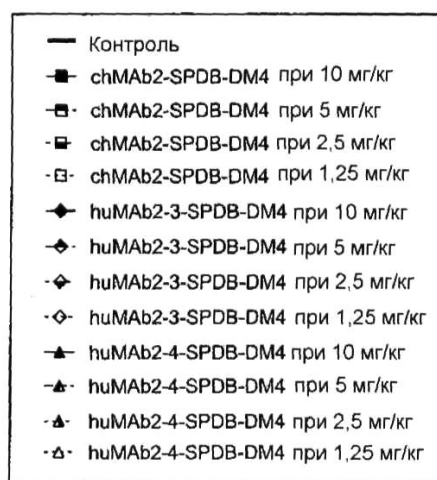 Контроль
chMAb2-SPDB-DM4 при 10 мг/кг
chMAb2-SPDB-DM4 при 5 мг/кг
chMAb2-SPDB-DM4 при 2,5 мг/кг
chMAb2-SPDB-DM4 при 1,25 мг/кг
huMAb2-3-SPDB-DM4 при 10 мг/кг
huMAb2-3-SPDB-DM4 при 5 мг/кг
huMAb2-3-SPDB-DM4 при 2,5 мг/кг
huMAb2-3-SPDB-DM4 при 1,25 мг/кг
huMAb2-4-SPDB-DM4 при 10 мг/кг
huMAb2-4-SPDB-DM4 при 5 мг/кг
huMAb2-4-SPDB-DM4 при 2,5 мг/кг
huMAb2-4-SPDB-DM4 при 1,25 мг/кг